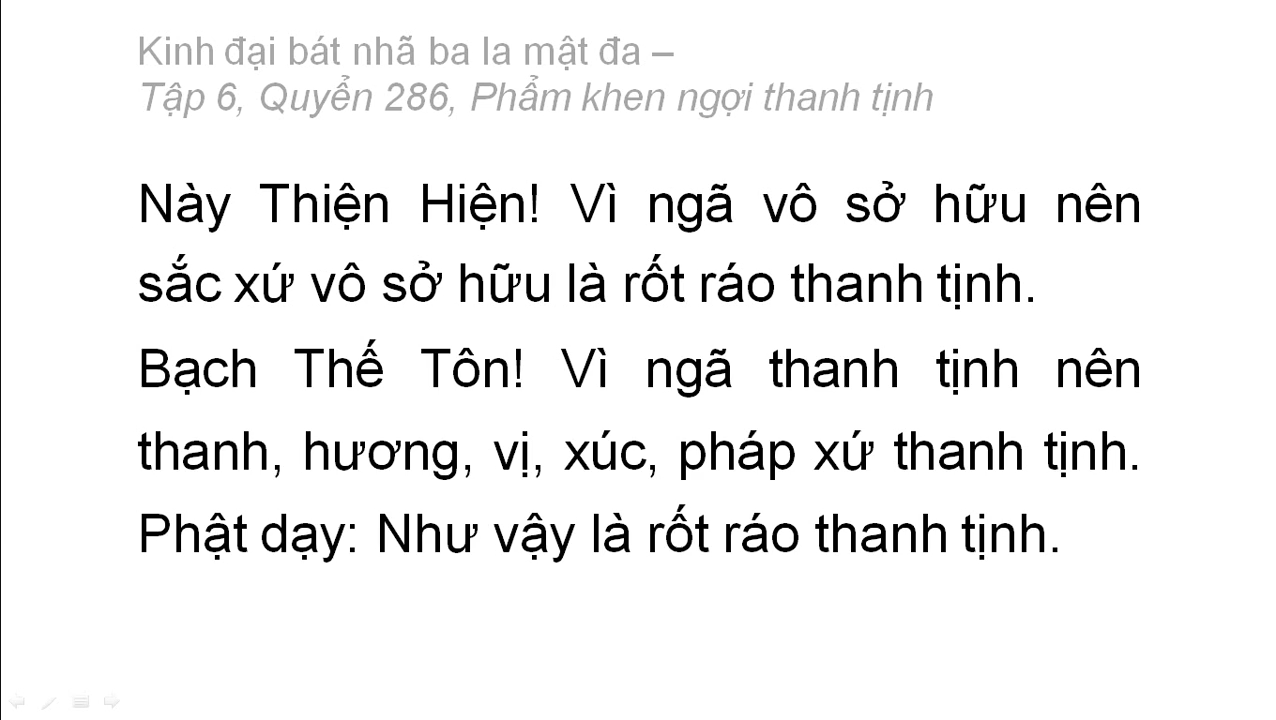 Kinh đại bát nhã ba la mật đa –
Tập 6, Quyển 286, Phẩm khen ngợi thanh tịnh
Này Thiện Hiện! Vì ngã vô sở hữu nên
sắc xứ vô sở hữu là rốt ráo thanh tịnh.
Bạch Thế Tôn! Vì ngã thanh tịnh nên
thanh, hương, vị, xúc, pháp xứ thanh tịnh.
Phật dạy: Như vậy là rốt ráo thanh tịnh.